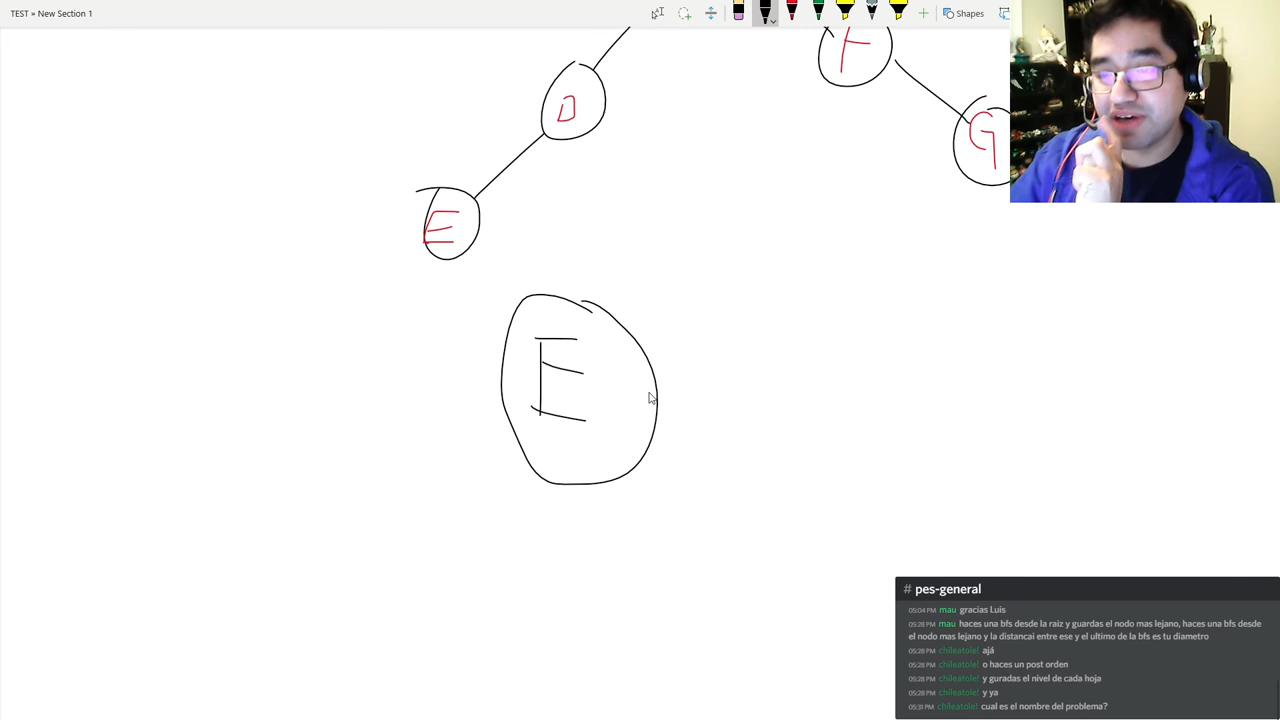 TEST » New Section 1
Shapes
F
D
G
E
E
# pes-general
05:04 PM mau gracias Luis
05:28 PM mau haces una bfs desde la raiz y guardas el nodo mas lejano, haces una bfs desde
el nodo mas lejano y la distancai entre ese y el ultimo de la bfs es tu diametro
05:28 PM chileatole! ajá
05:28 PM chileatole! o haces un post orden
05:28 PM chileatole! y guradas el nivel de cada hoja
05:28 PM chileatole! y ya
05:31 PM chileatole! cual es el nombre del problema?